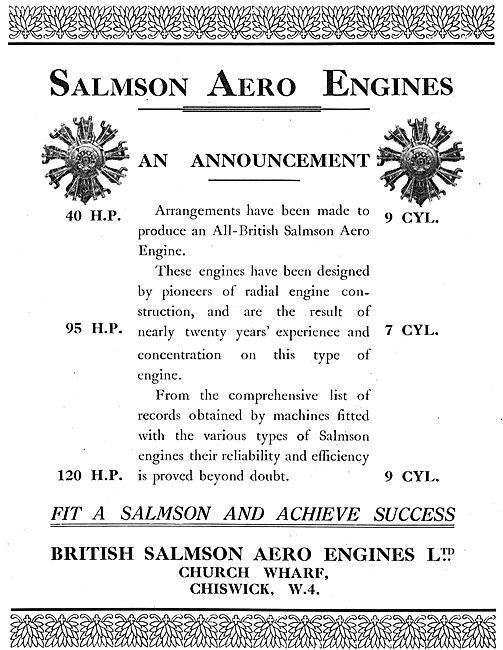 SALMSON AERO ENGINES
AN ANNOUNCEMENT
40 H.P.
9 CYL.
Arrangements have been made to
produce an All-British Salmson Aero
Engine.
These engines have been designed
by pioneers of radial engine con-
struction, and are the result of
95 H.P.
nearly twenty years' experience and
7 CYL.
concentration on this type of
engine.
From the comprehensive list of
records obtained by machines fitted
with the various types of Salmson
engines their reliability and efficiency
120 H.P.
is proved beyond doubt.
9 CYL.
FIT A SALMSON AND ACHIEVE SUCCESS
BRITISH SALMSON AERO ENGINES LTD
CHURCH WHARF,
CHISWICK, W.4.